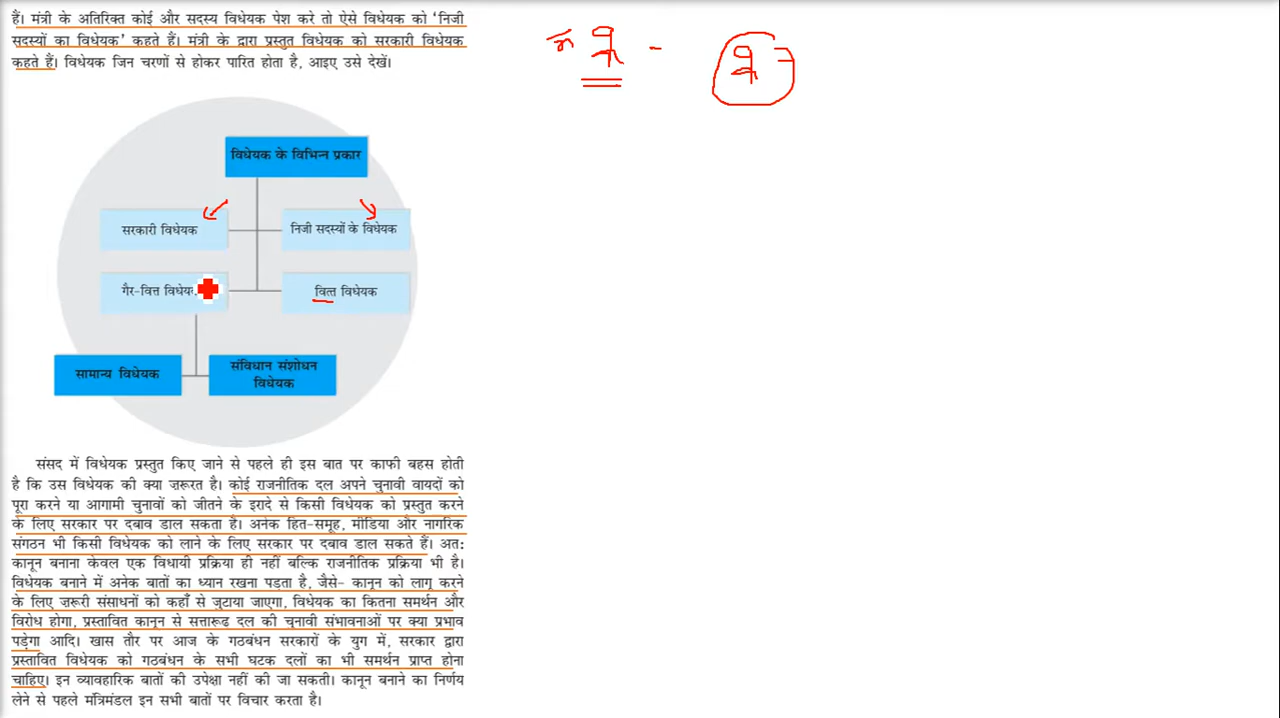 हैं। मंत्री के अतिरिक्त कोई और सदस्य विधेयक पेश करे तो ऐसे विधेयक को 'निजी
सदस्यों का विधेयक' कहते हैं। मंत्री के द्वारा प्रस्तुत विधेयक को सरकारी विधेयक
कहते हैं। विधेयक जिन चरणों से होकर पारित होता है, आइए उसे देखें।
विधेयक के विभिन्न प्रकार
सरकारी विधेयक
निजी सदस्यों के विधेयक
गैर-वित्त विधेयक
वित्त विधेयक
सामान्य विधेयक
संविधान संशोधन
विधेयक
संसद में विधेयक प्रस्तुत किए जाने से पहले ही इस बात पर काफी बहस होती
है कि उस विधेयक की क्या ज़रूरत है। कोई राजनीतिक दल अपने चुनावी वायदों को
पूरा करने या आगामी चुनावों को जीतने के इरादे से किसी विधेयक को प्रस्तुत करने
के लिए सरकार पर दबाव डाल सकता है। अनेक हित-समूह, मीडिया और नागरिक
संगठन भी किसी विधेयक को लाने के लिए सरकार पर दबाव डाल सकते हैं। अतः
कानून बनाना केवल एक विधायी प्रक्रिया ही नहीं बल्कि राजनीतिक प्रक्रिया भी है।
विधेयक बनाने में अनेक बातों का ध्यान रखना पड़ता है, जैसे- कानून को लागू करने
के लिए ज़रूरी संसाधनों को कहाँ से जुटाया जाएगा, विधेयक का कितना समर्थन और
विरोध होगा, प्रस्तावित कानून से सत्तारूढ दल की चुनावी संभावनाओं पर क्या प्रभाव
पड़ेगा आदि। खास तौर पर आज के गठबंधन सरकारों के युग में, सरकार द्वारा
प्रस्तावित विधेयक को गठबंधन के सभी घटक दलों का भी समर्थन प्राप्त होना
चाहिए। इन व्यावहारिक बातों की उपेक्षा नहीं की जा सकती। कानून बनाने का निर्णय
लेने से पहले मंत्रिमंडल इन सभी बातों पर विचार करता है।